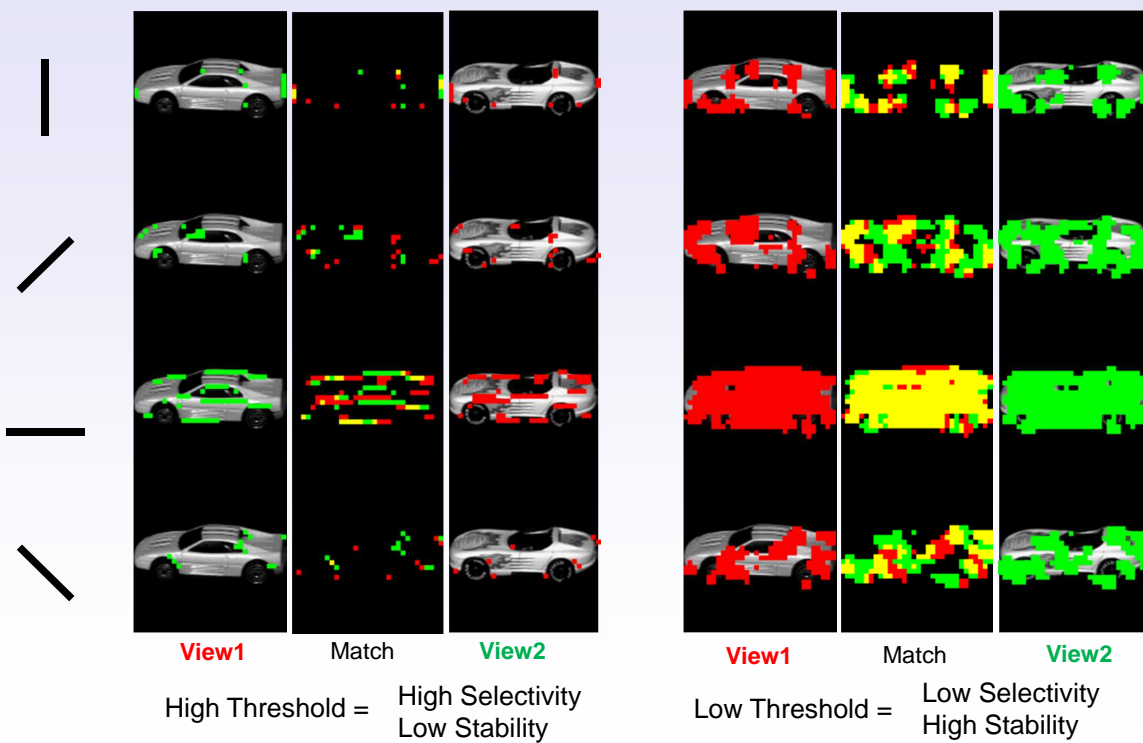 View1 Match View2 View1 Match View2
High Threshold = High Selectivity
Low Stability
Low Threshold = Low Selectivity
High Stability